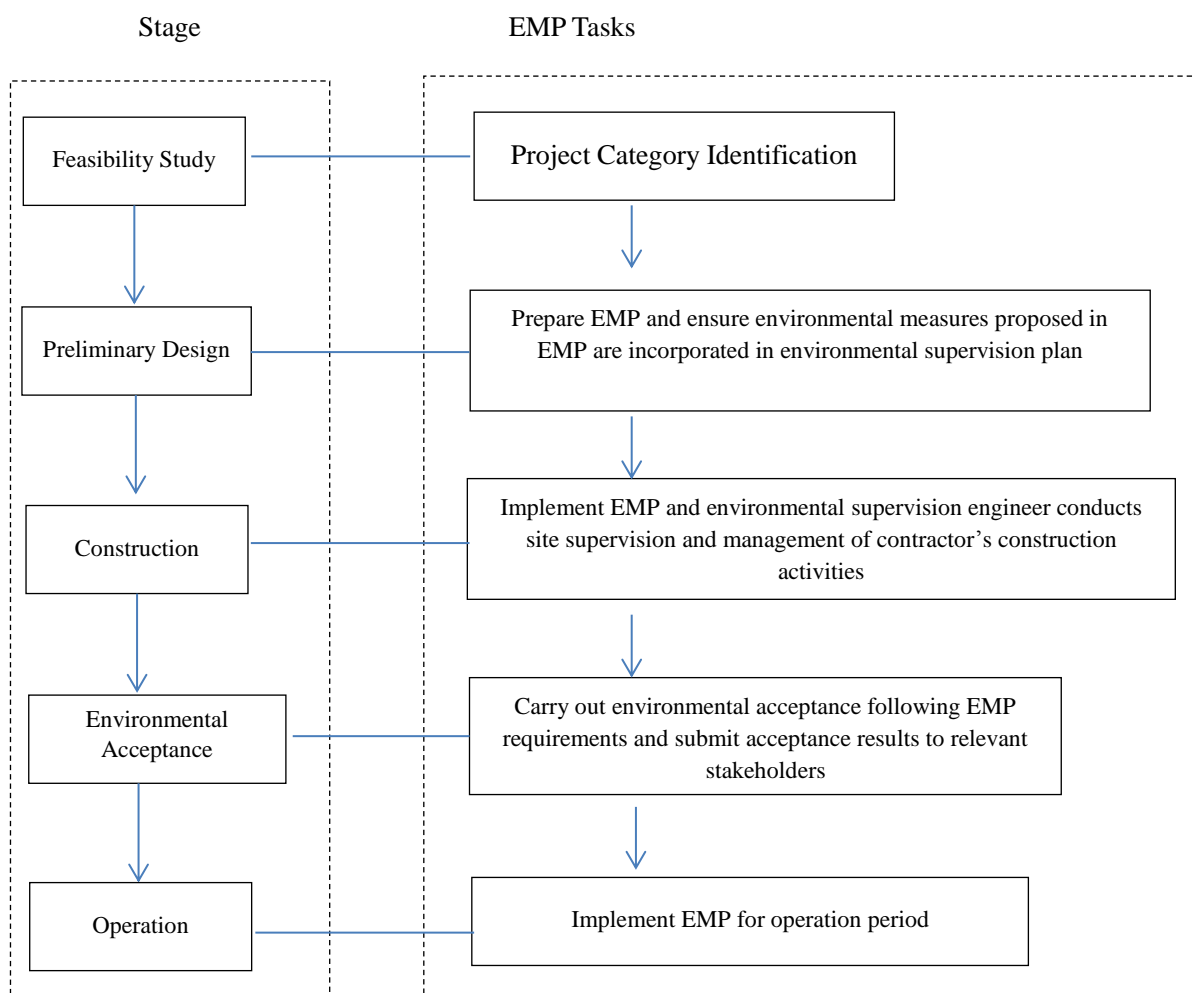 Stage
EMP Tasks
Feasibility Study
Project Category Identification
Preliminary Design
Prepare EMP and ensure environmental measures proposed in
EMP are incorporated in environmental supervision plan
Construction
Implement EMP and environmental supervision engineer conducts
site supervision and management of contractor’s construction
activities
Environmental
Acceptance
Carry out environmental acceptance following EMP
requirements and submit acceptance results to relevant
stakeholders
Operation
Implement EMP for operation period